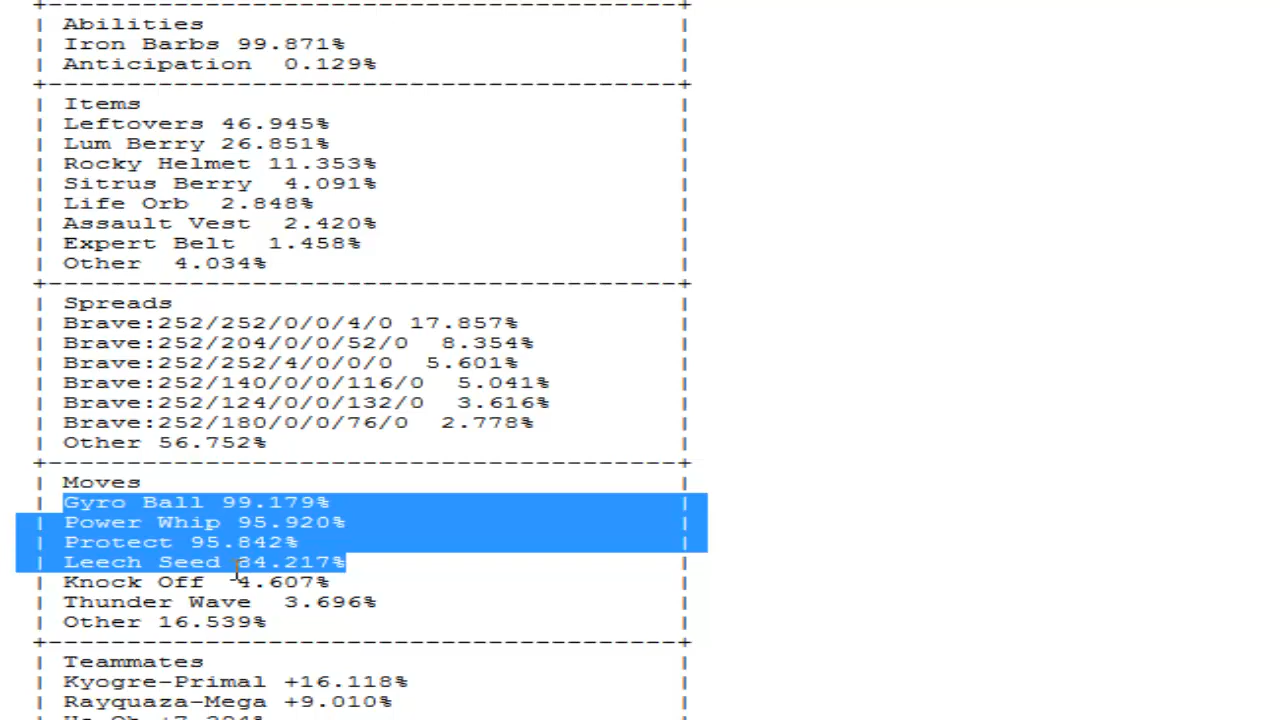 +-----------------------------------------+
| Abilities |
| Iron Barbs 99.871% |
| Anticipation 0.129% |
+-----------------------------------------+
| Items |
| Leftovers 46.945% |
| Lum Berry 26.851% |
| Rocky Helmet 11.353% |
| Sitrus Berry 4.091% |
| Life Orb 2.848% |
| Assault Vest 2.420% |
| Expert Belt 1.458% |
| Other 4.034% |
+-----------------------------------------+
| Spreads |
| Brave:252/252/0/0/4/0 17.857% |
| Brave:252/204/0/0/52/0 8.354% |
| Brave:252/252/4/0/0/0 5.601% |
| Brave:252/140/0/0/116/0 5.041% |
| Brave:252/124/0/0/132/0 3.616% |
| Brave:252/180/0/0/76/0 2.778% |
| Other 56.752% |
+-----------------------------------------+
| Moves |
| Gyro Ball 99.179% |
| Power Whip 95.920% |
| Protect 95.842% |
| Leech Seed 84.217% |
| Knock Off 4.607% |
| Thunder Wave 3.696% |
| Other 16.539% |
+-----------------------------------------+
| Teammates |
| Kyogre-Primal +16.118% |
| Rayquaza-Mega +9.010% |